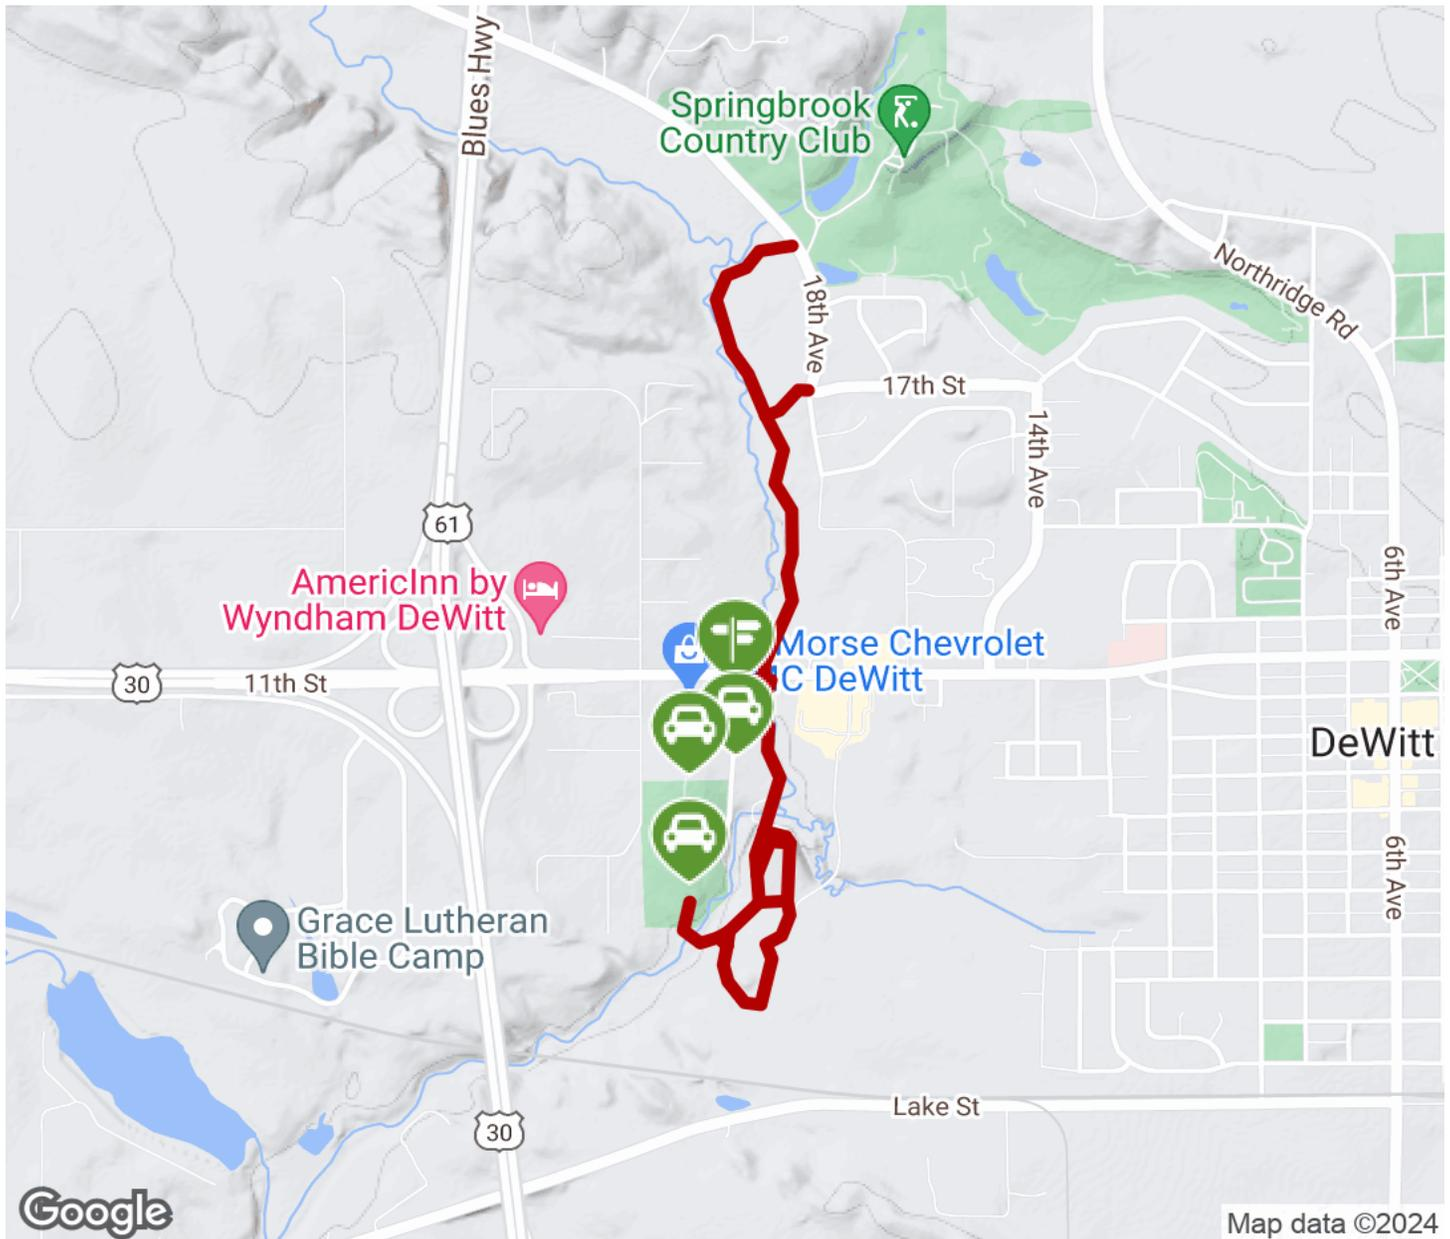 Blues Hwy
Springbrook
Country Club
Northridge Rd
18th Ave
17th St
14th Ave
61
6th Ave
AmericInn by
Wyndham DeWitt
Morse Chevrolet
C DeWitt
30
11th St
DeWitt
6th Ave
Grace Lutheran
Bible Camp
Lake St
30
Google
Map data ©2024